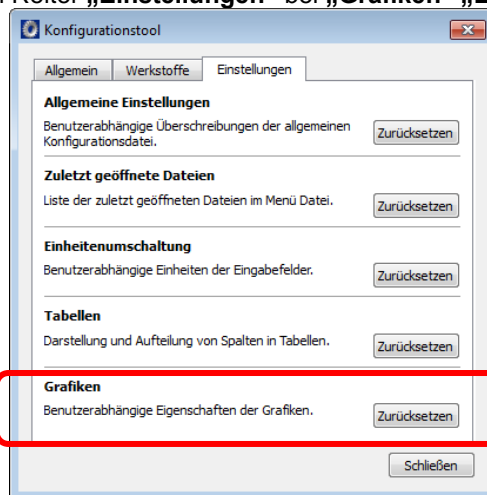 Reiter „Einstellungen“ bei „Grafiken“
Konfigurationstool
Allgemein Werkstoffe Einstellungen
Allgemeine Einstellungen
Benutzerabhängige Überschreibungen der allgemeinen
Konfigurationsdatei.
Zurücksetzen
Zuletzt geöffnete Dateien
Liste der zuletzt geöffneten Dateien im Menü Datei.
Zurücksetzen
Einheitenumschaltung
Benutzerabhängige Einheiten der Eingabefelder.
Zurücksetzen
Tabellen
Darstellung und Aufteilung von Spalten in Tabellen.
Zurücksetzen
Grafiken
Benutzerabhängige Eigenschaften der Grafiken.
Zurücksetzen
Schließen